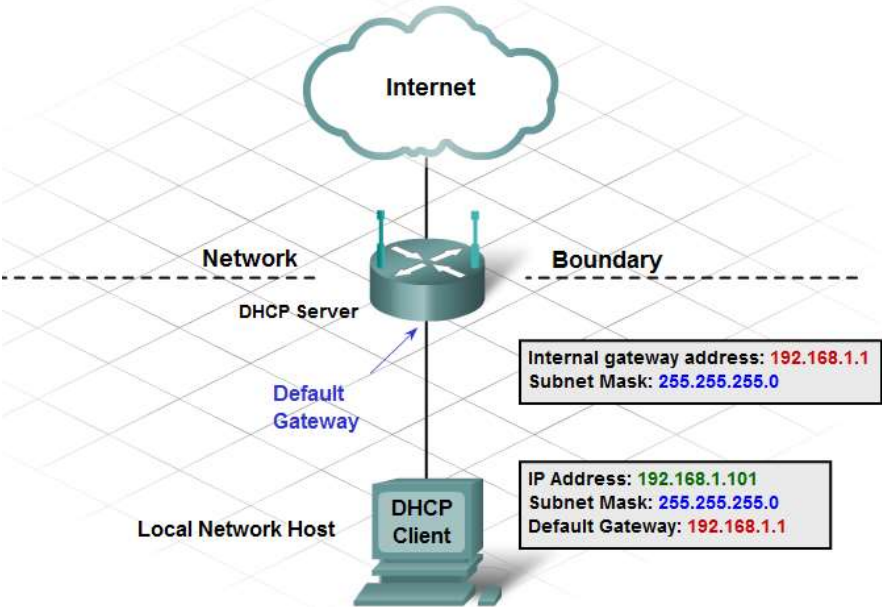 Internet
Network
Boundary
DHCP Server
Default
Gateway
Internal gateway address: 192.168.1.1
Subnet Mask: 255.255.255.0
IP Address: 192.168.1.101
Subnet Mask: 255.255.255.0
Default Gateway: 192.168.1.1
Local Network Host
DHCP
Client